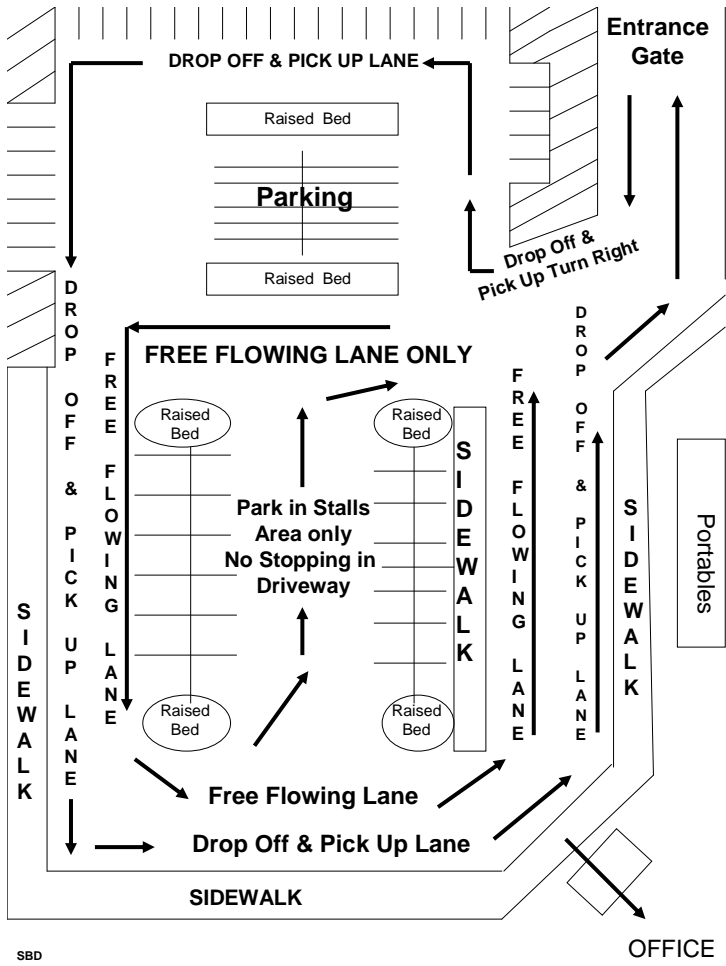 Entrance
Gate
DROP OFF & PICK UP LANE
Raised Bed
Parking
Raised Bed
Drop Off &
Pick Up Turn Right
FREE FLOWING LANE ONLY
DROP OFF & PICK UP LANE
FREE FLOWING LANE
Raised
Bed
Raised
Bed
Park in Stalls
Area only
No Stopping in
Driveway
SIDEWALK
FREE FLOWING LANE
DROP OFF & PICK UP LANE
SIDEWALK
Portables
SIDEWALK
Raised
Bed
Raised
Bed
Free Flowing Lane
Drop Off & Pick Up Lane
SIDEWALK
OFFICE
SBD